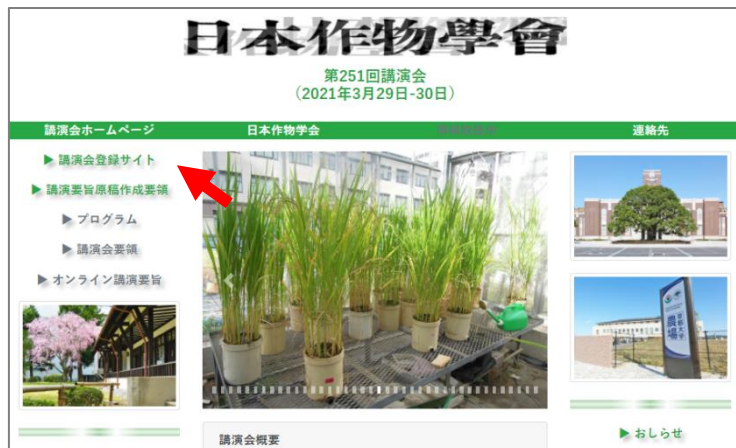 日本作物學會
第251回講演会
（2021年3月29日-30日）
講演会ホームページ
日本作物学会
連絡先
▶ 講演会登録サイト
▶ 講演要旨原稿作成要領
▶ プログラム
▶ 講演会要領
▶ オンライン講演要旨
農場
講演会概要
▶ おしらせ